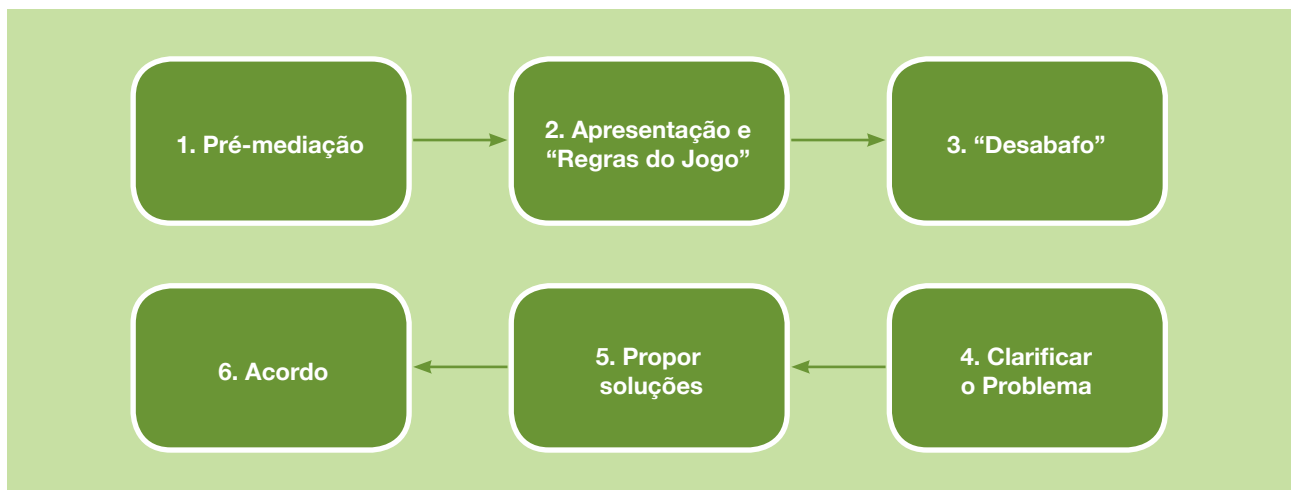 1. Pré-mediação
2. Apresentação e
“Regras do Jogo”
3. “Desabafo”
4. Clarificar
o Problema
5. Propor
soluções
6. Acordo